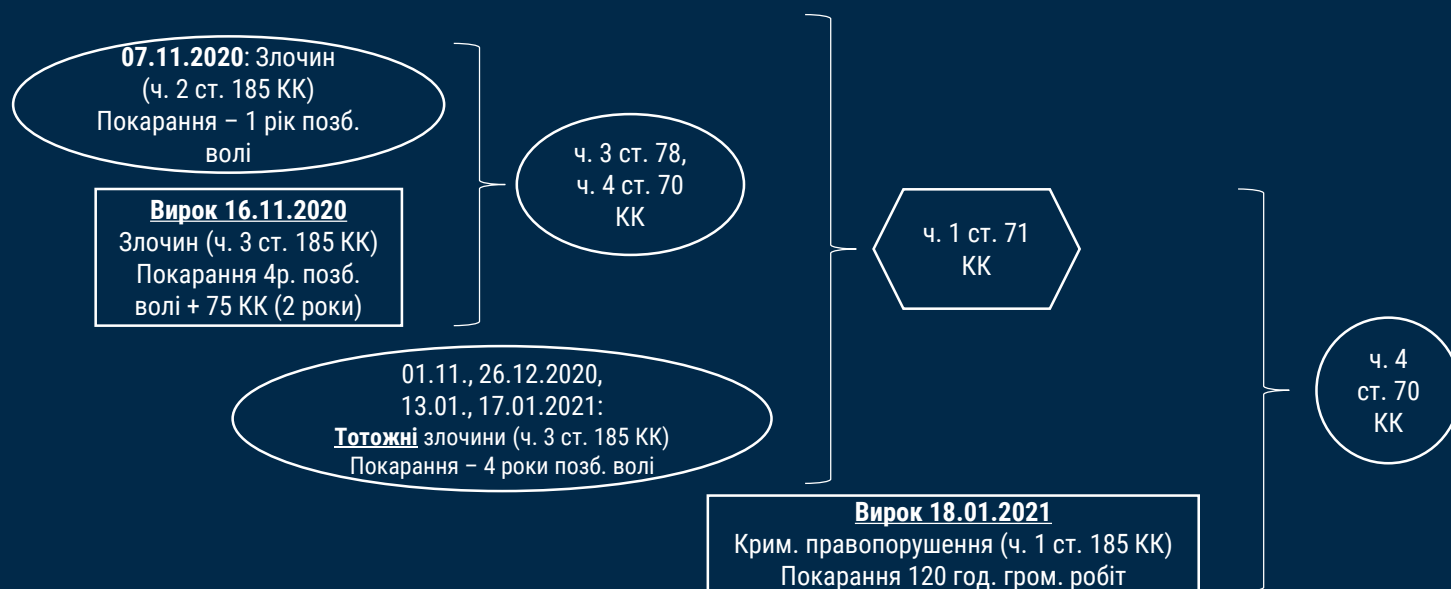 07.11.2020: Злочин
(ч. 2 ст. 185 КК)
Покарання – 1 рік позб.
волі
Вирок 16.11.2020
Злочин (ч. 3 ст. 185 КК)
Покарання 4р. позб.
волі + 75 КК (2 роки)
ч. 3 ст. 78,
ч. 4 ст. 70
КК
01.11., 26.12.2020,
13.01., 17.01.2021:
Тотожні злочини (ч. 3 ст. 185 КК)
Покарання – 4 роки позб. волі
ч. 1 ст. 71
КК
Вирок 18.01.2021
Крим. правопорушення (ч. 1 ст. 185 КК)
Покарання 120 год. гром. робіт
ч. 4
ст. 70
КК